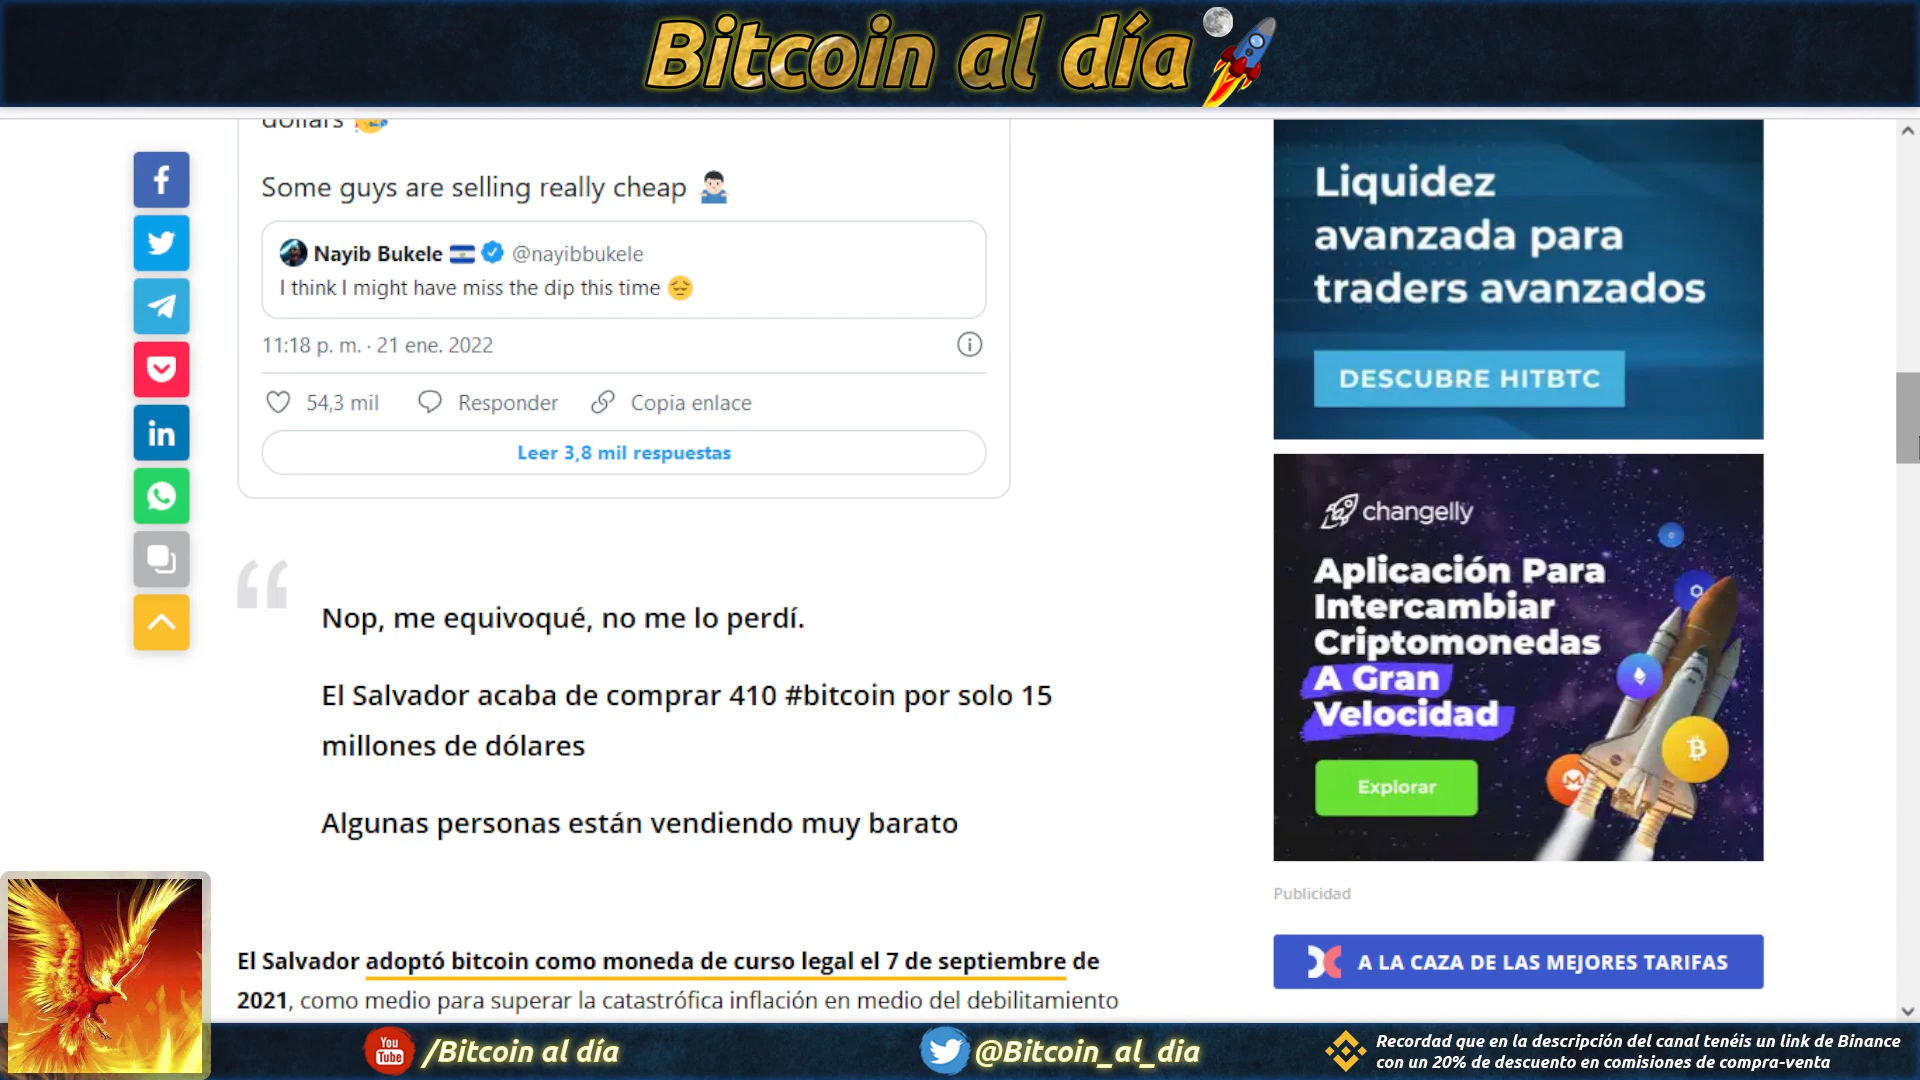 Bitcoin al día
dollars
Some guys are selling really cheap
Nayib Bukele @nayibbukele
I think I might have miss the dip this time
11:18 p. m. · 21 ene. 2022
54,3 mil Responder Copia enlace
Leer 3,8 mil respuestas
Nop, me equivoqué, no me lo perdí.
El Salvador acaba de comprar 410 #bitcoin por solo 15
millones de dólares
Algunas personas están vendiendo muy barato
El Salvador adoptó bitcoin como moneda de curso legal el 7 de septiembre de
2021, como medio para superar la catastrófica inflación en medio del debilitamiento
Liquidez
avanzada para
traders avanzados
DESCUBRE HITBTC
changelly
Aplicación Para
Intercambiar
Criptomonedas
A Gran
Velocidad
Explorar
Publicidad
A LA CAZA DE LAS MEJORES TARIFAS
You
Tube
/Bitcoin al día
@Bitcoin_al_dia
Recordad que en la descripción del canal tenéis un link de Binance
con un 20% de descuento en comisiones de compra-venta